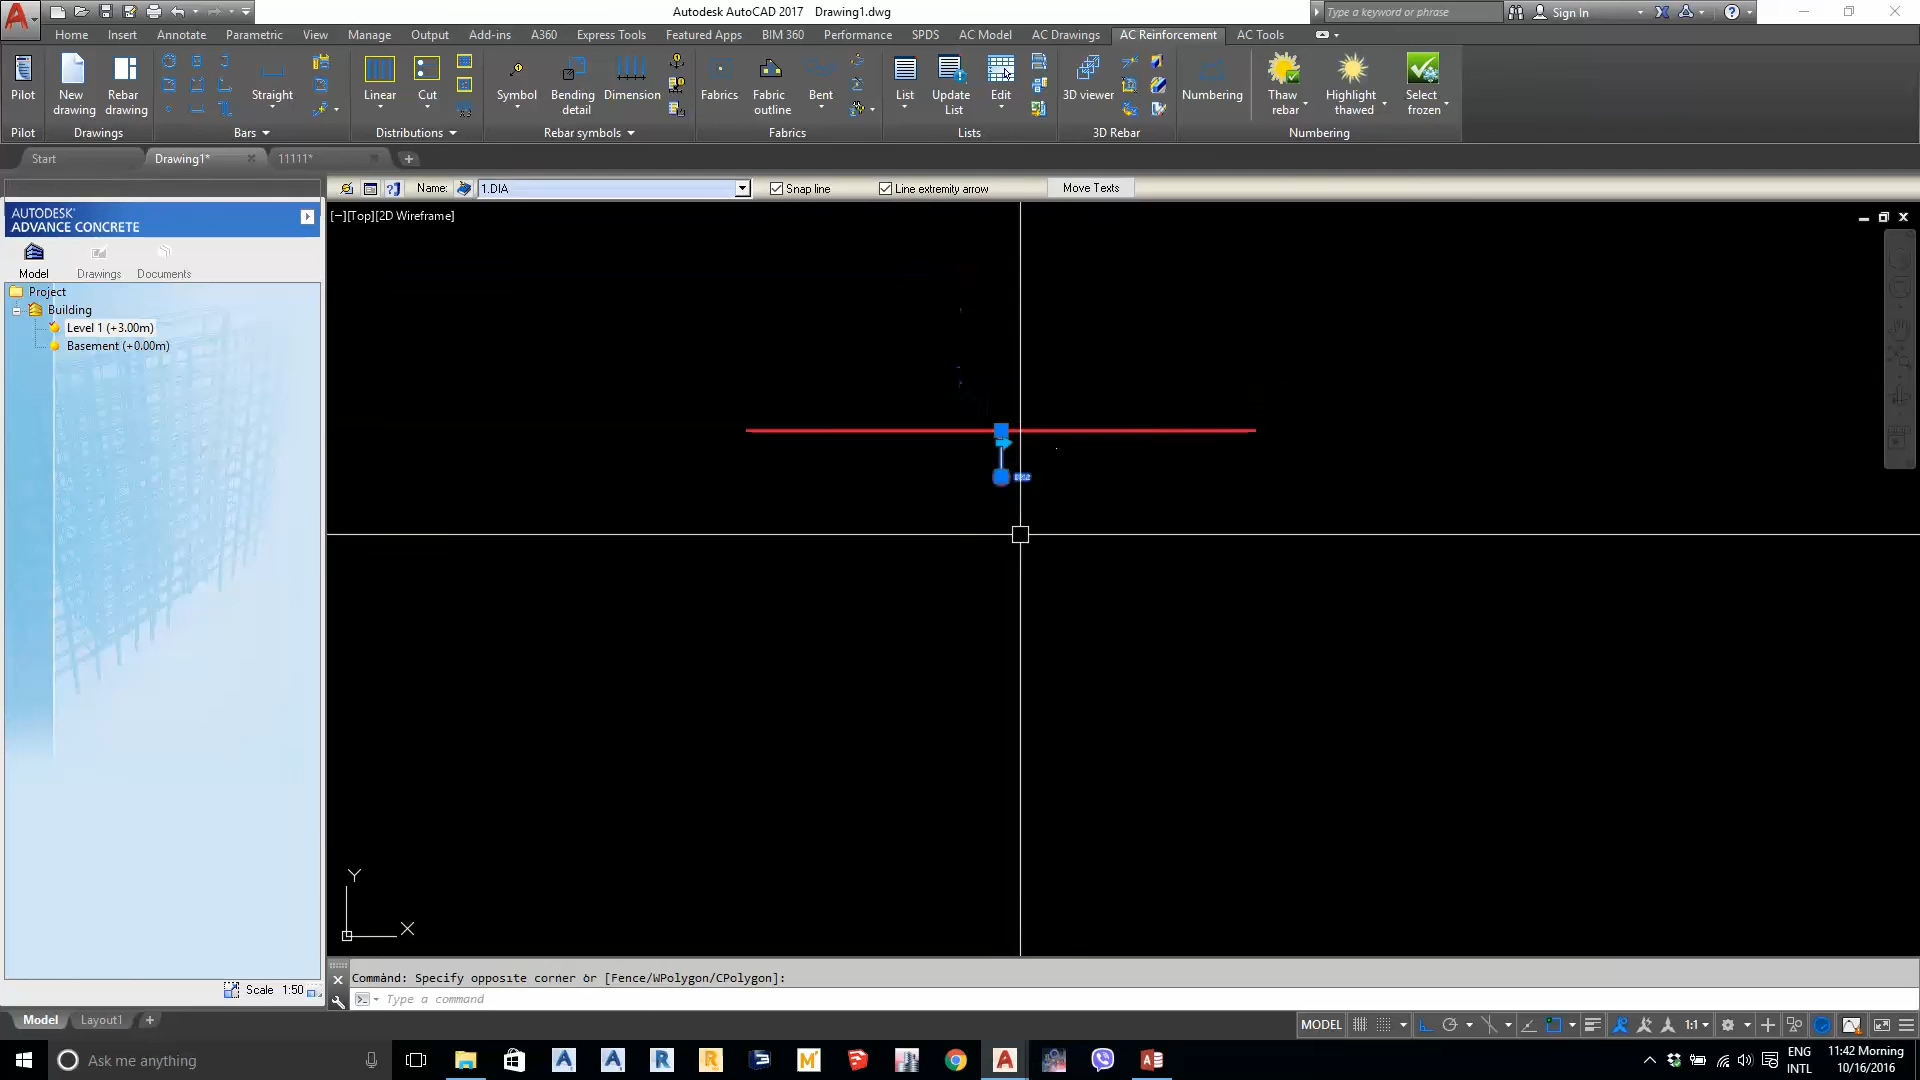 Autodesk AutoCAD 2017 Drawing1.dwg
Type a keyword or phrase
Sign In
Home Insert Annotate Parametric View Manage Output Add-ins A360 Express Tools Featured Apps BIM 360 Performance SPDS AC Model AC Drawings AC Reinforcement AC Tools
Pilot
New drawing
Rebar drawing
Straight
Linear
Cut
Symbol
Bending detail
Dimension
Fabrics
Fabric outline
Bent
List
Update List
Edit
3D viewer
Numbering
Thaw rebar
Highlight thawed
Select frozen
Pilot Drawings Bars Distributions Rebar symbols Fabrics Lists 3D Rebar Numbering
Start Drawing1* 11111*
Name: 1.DIA Snap line Line extremity arrow Move Texts
AUTODESK
ADVANCE CONCRETE
[−][Top][2D Wireframe]
Model Drawings Documents
Project
Building
Level 1 (+3.00m)
Basement (+0.00m)
Y
X
Command: Specify opposite corner or [Fence/WPolygon/CPolygon]:
Type a command
Scale 1:50
Model Layout1
MODEL 1:1
Ask me anything
ENG
INTL
11:42 Morning
10/16/2016